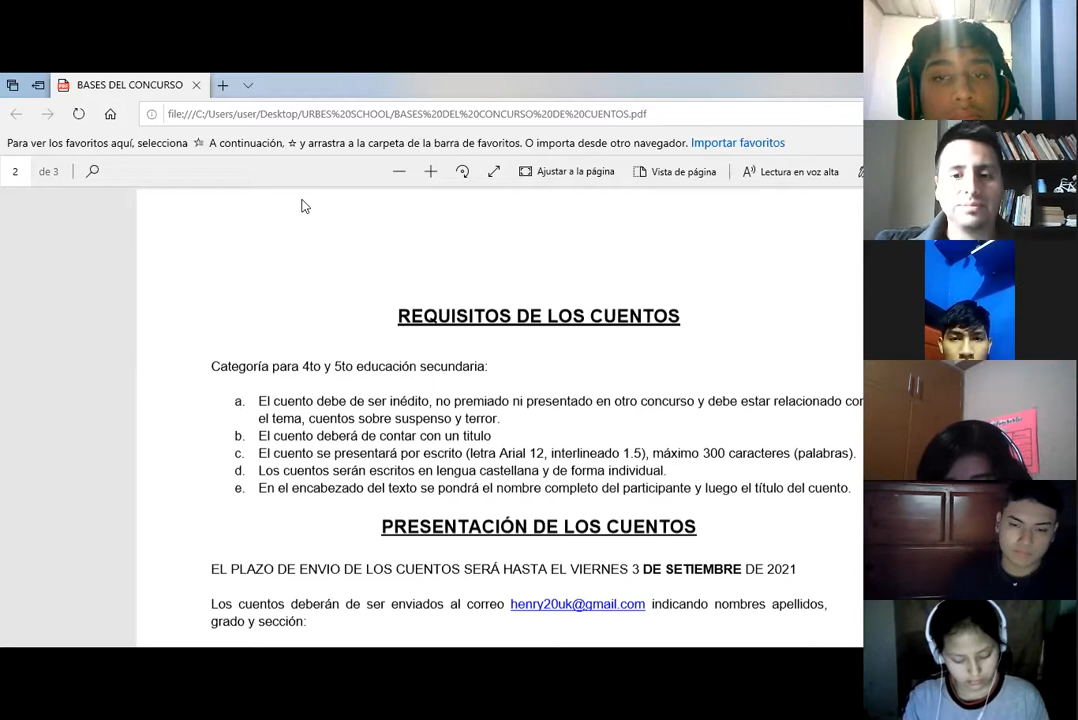 BASES DEL CONCURSO
file:///C:/Users/user/Desktop/URBES%20SCHOOL/BASES%20DEL%20CONCURSO%20DE%20CUENTOS.pdf
Para ver los favoritos aquí, selecciona A continuación, y arrastra a la carpeta de la barra de favoritos. O importa desde otro navegador. Importar favoritos
2 de 3 Ajustar a la página Vista de página Lectura en voz alta
REQUISITOS DE LOS CUENTOS
Categoría para 4to y 5to educación secundaria:
a. El cuento debe de ser inédito, no premiado ni presentado en otro concurso y debe estar relacionado con
el tema, cuentos sobre suspenso y terror.
b. El cuento deberá de contar con un titulo
c. El cuento se presentará por escrito (letra Arial 12, interlineado 1.5), máximo 300 caracteres (palabras).
d. Los cuentos serán escritos en lengua castellana y de forma individual.
e. En el encabezado del texto se pondrá el nombre completo del participante y luego el título del cuento.
PRESENTACIÓN DE LOS CUENTOS
EL PLAZO DE ENVIO DE LOS CUENTOS SERÁ HASTA EL VIERNES 3 DE SETIEMBRE DE 2021
Los cuentos deberán de ser enviados al correo henry20uk@gmail.com indicando nombres apellidos,
grado y sección: